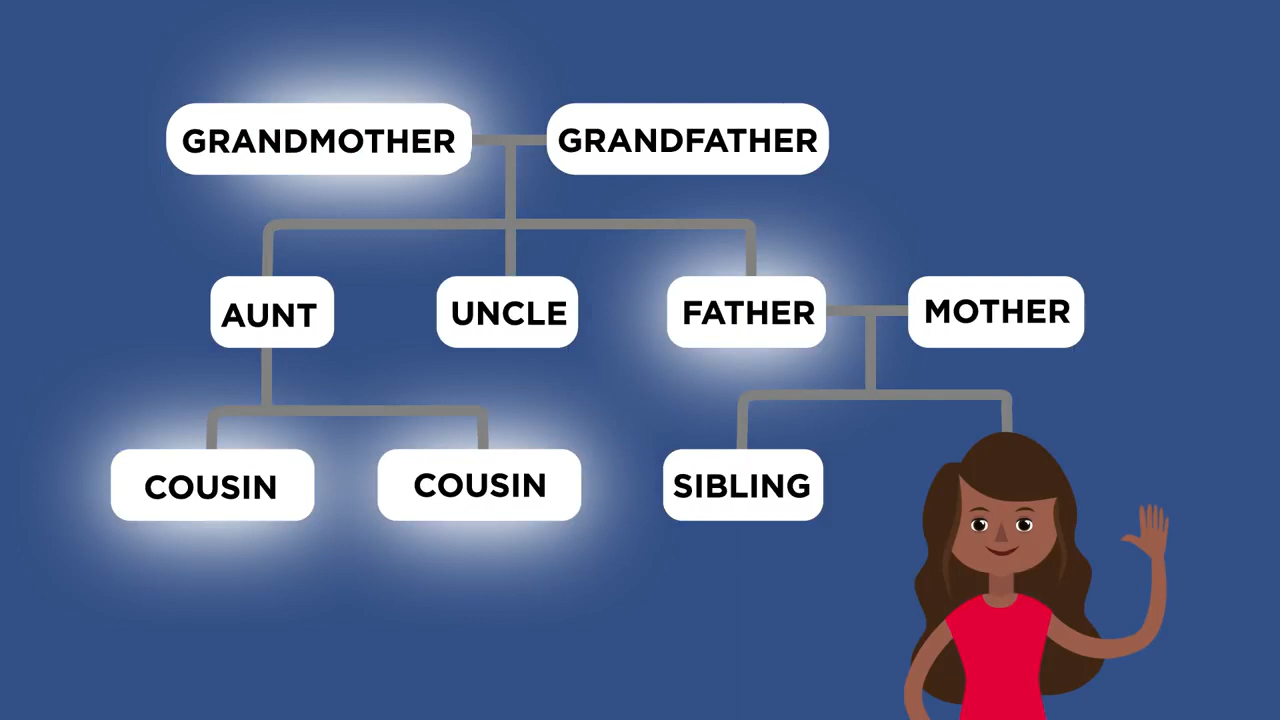 GRANDMOTHER
GRANDFATHER
AUNT
UNCLE
FATHER
MOTHER
COUSIN
COUSIN
SIBLING